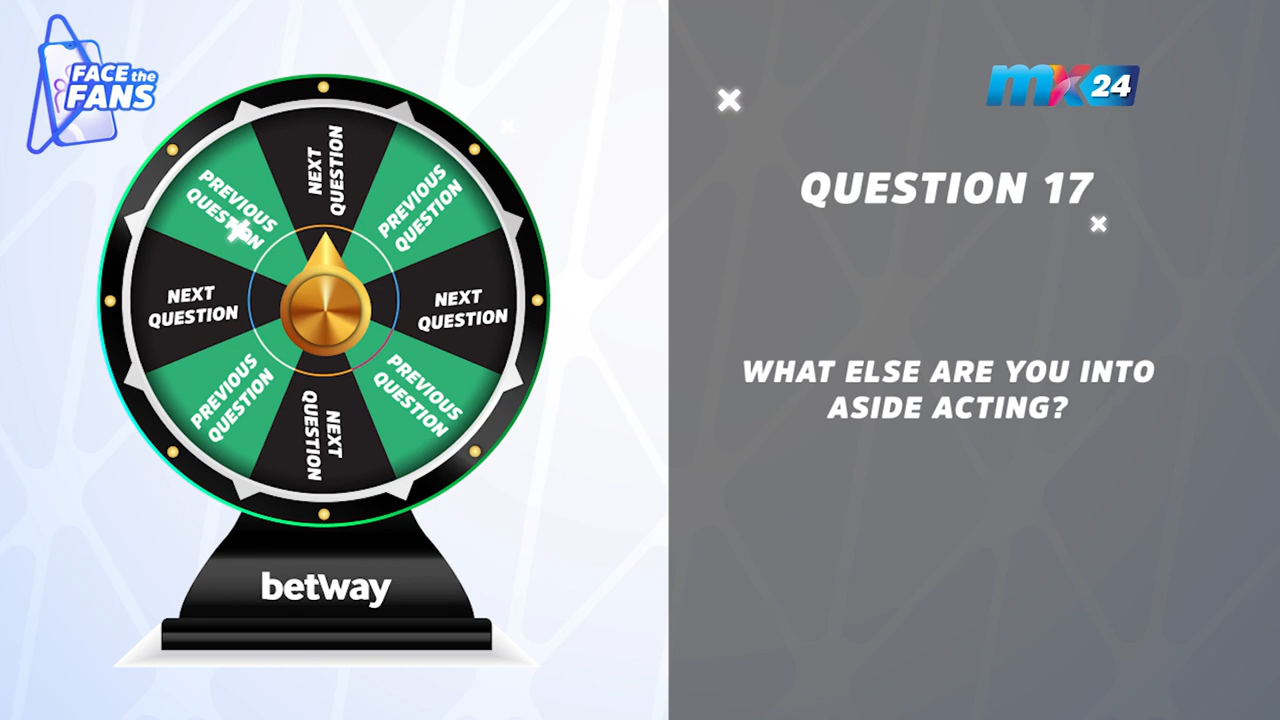 FACE the
FANS
NEXT
QUESTION
PREVIOUS
QUESTION
NEXT
QUESTION
PREVIOUS
QUESTION
NEXT
QUESTION
PREVIOUS
QUESTION
NEXT
QUESTION
PREVIOUS
QUESTION
betway
mx24
QUESTION 17
WHAT ELSE ARE YOU INTO
ASIDE ACTING?